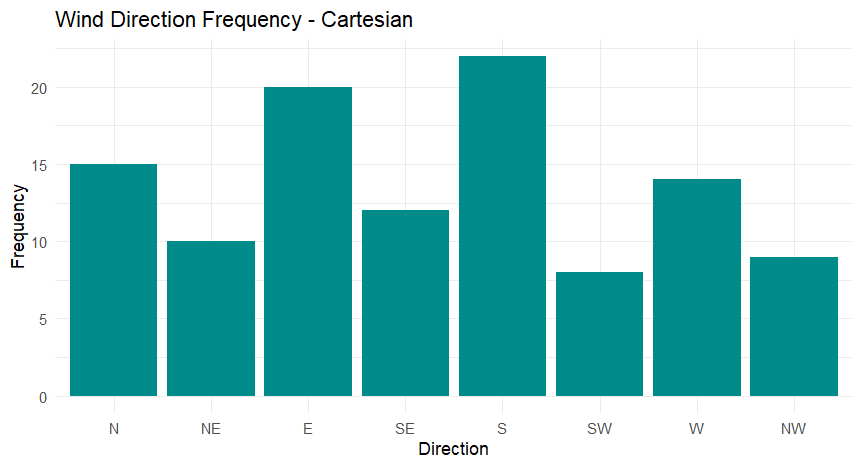 Wind Direction Frequency - Cartesian
Frequency
20
15
10
5
0
N NE E SE S SW W NW
Direction